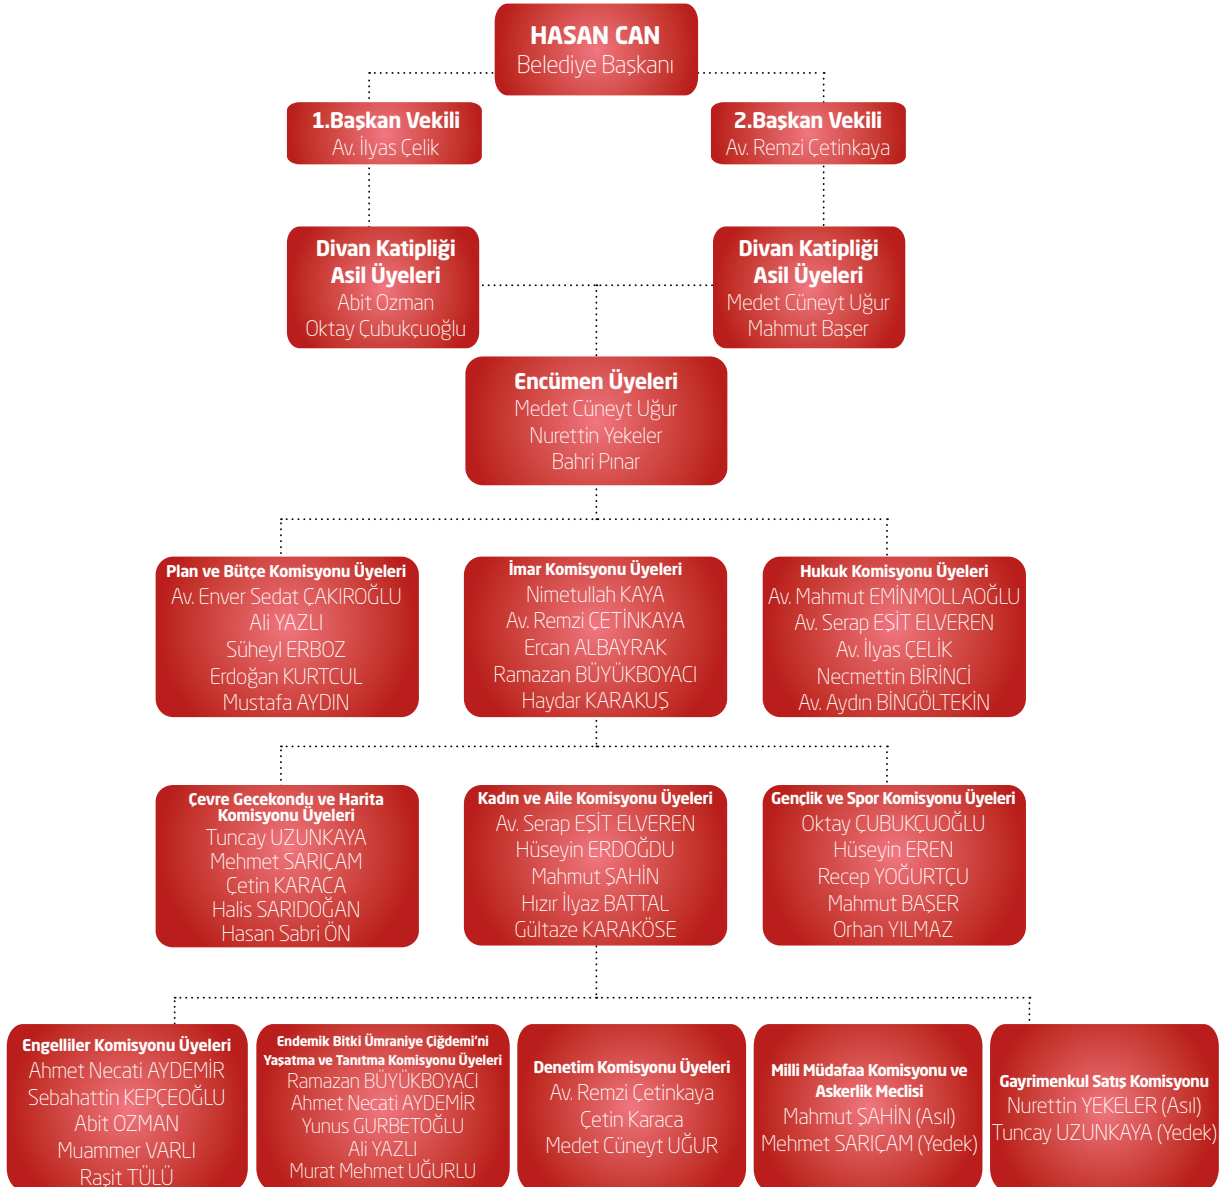 HASAN CAN
Belediye Başkanı
1.Başkan Vekili
Av. İlyas Çelik
2.Başkan Vekili
Av. Remzi Çetinkaya
Divan Katipliği
Asil Üyeleri
Abit Ozman
Oktay Çubukçuoğlu
Divan Katipliği
Asil Üyeleri
Medet Cüneyt Uğur
Mahmut Başer
Encümen Üyeleri
Medet Cüneyt Uğur
Nurettin Yekeler
Bahri Pınar
Plan ve Bütçe Komisyonu Üyeleri
Av. Enver Sedat ÇAKIROĞLU
Ali YAZLI
Süheyl ERBOZ
Erdoğan KURTCUL
Mustafa AYDIN
İmar Komisyonu Üyeleri
Nimetullah KAYA
Av. Remzi ÇETİNKAYA
Ercan ALBAYRAK
Ramazan BÜYÜKBOYACI
Haydar KARAKUŞ
Hukuk Komisyonu Üyeleri
Av. Mahmut EMİNMOLLAOĞLU
Av. Serap EŞİT ELVEREN
Av. İlyas ÇELİK
Necmettin BİRİNCİ
Av. Aydın BİNGÖLTEKİN
Çevre Gecekondu ve Harita
Komisyonu Üyeleri
Tuncay UZUNKAYA
Mehmet SARIÇAM
Çetin KARACA
Halis SARIDOĞAN
Hasan Sabri ÖN
Kadın ve Aile Komisyonu Üyeleri
Av. Serap EŞİT ELVEREN
Hüseyin ERDOĞDU
Mahmut ŞAHİN
Hızır İlyaz BATTAL
Gültaze KARAKÖSE
Gençlik ve Spor Komisyonu Üyeleri
Oktay ÇUBUKÇUOĞLU
Hüseyin EREN
Recep YOĞURTÇU
Mahmut BAŞER
Orhan YILMAZ
Engelliler Komisyonu Üyeleri
Ahmet Necati AYDEMİR
Sebahattin KEPÇEOĞLU
Abit OZMAN
Muammer VARLI
Raşit TÜLÜ
Endemik Bitki Ümraniye Çiğdemi'ni
Yaşatma ve Tanıtma Komisyonu Üyeleri
Ramazan BÜYÜKBOYACI
Ahmet Necati AYDEMİR
Yunus GURBETOĞLU
Ali YAZLI
Murat Mehmet UĞURLU
Denetim Komisyonu Üyeleri
Av. Remzi Çetinkaya
Çetin Karaca
Medet Cüneyt UĞUR
Milli Müdafaa Komisyonu ve
Askerlik Meclisi
Mahmut ŞAHİN (Asıl)
Mehmet SARIÇAM (Yedek)
Gayrimenkul Satış Komisyonu
Nurettin YEKELER (Asıl)
Tuncay UZUNKAYA (Yedek)